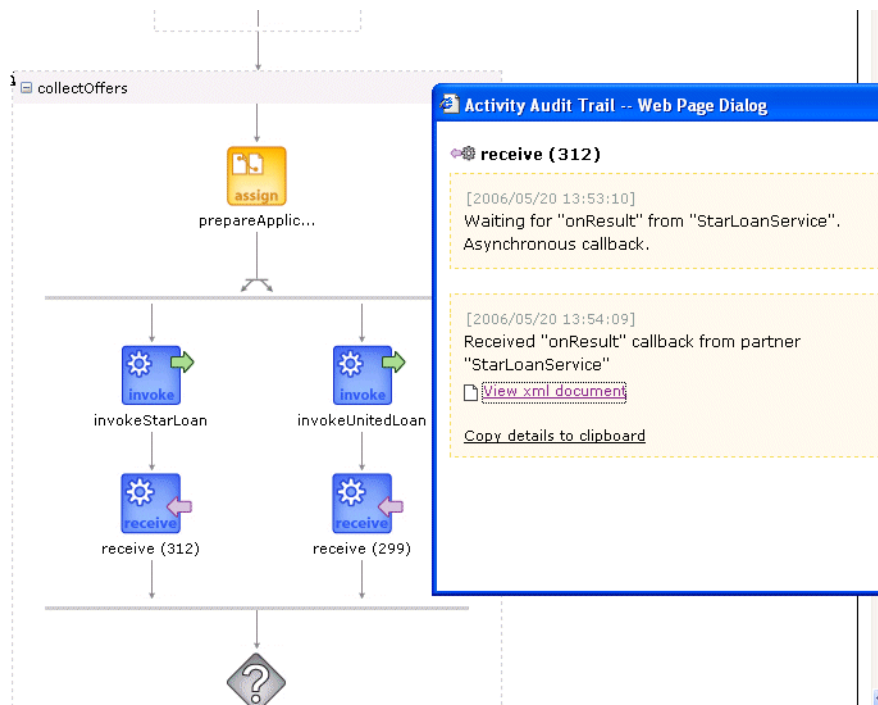 collectOffers
assign
prepareApplic...
invoke
invoke
invokeStarLoan
invokeUnitedLoan
receive
receive
receive (312)
receive (299)
?
Activity Audit Trail -- Web Page Dialog
receive (312)
[2006/05/20 13:53:10]
Waiting for "onResult" from "StarLoanService".
Asynchronous callback.
[2006/05/20 13:54:09]
Received "onResult" callback from partner
"StarLoanService"
View xml document
Copy details to clipboard